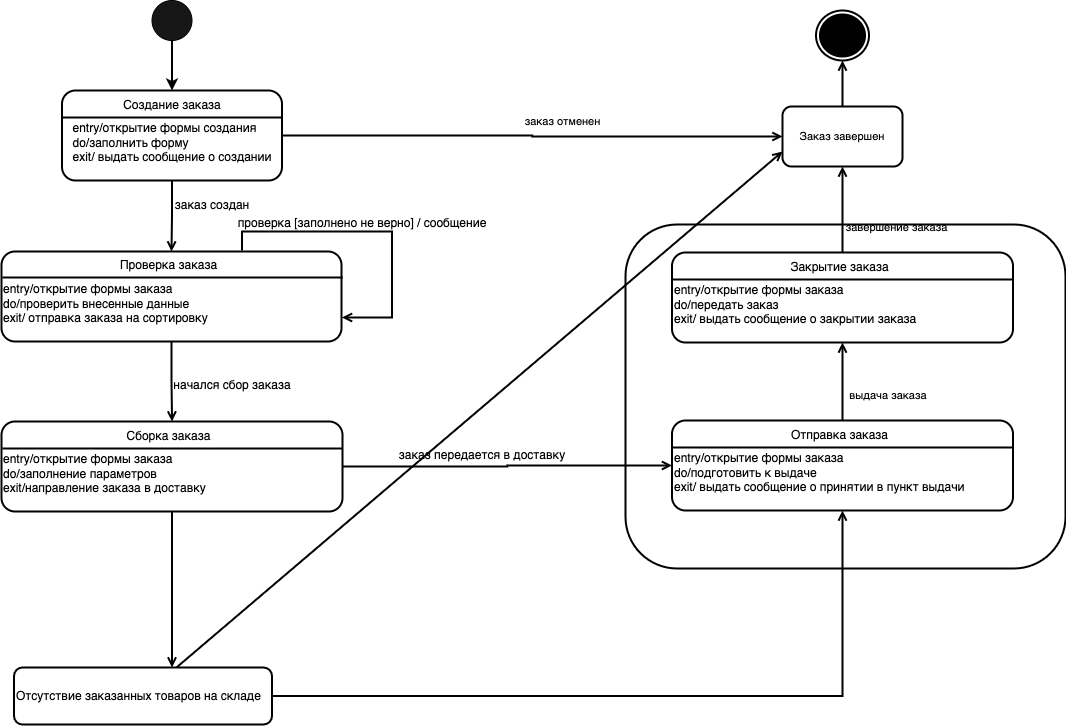 Создание заказа
entry/открытие формы создания
do/заполнить форму
exit/ выдать сообщение о создании
заказ отменен
Заказ завершен
заказ создан
проверка [заполнено не верно] / сообщение
завершение заказа
Проверка заказа
entry/открытие формы заказа
do/проверить внесенные данные
exit/ отправка заказа на сортировку
Закрытие заказа
entry/открытие формы заказа
do/передать заказ
exit/ выдать сообщение о закрытии заказа
начался сбор заказа
выдача заказа
Сборка заказа
entry/открытие формы заказа
do/заполнение параметров
exit/направление заказа в доставку
заказ передается в доставку
Отправка заказа
entry/открытие формы заказа
do/подготовить к выдаче
exit/ выдать сообщение о принятии в пункт выдачи
Отсутствие заказанных товаров на складе